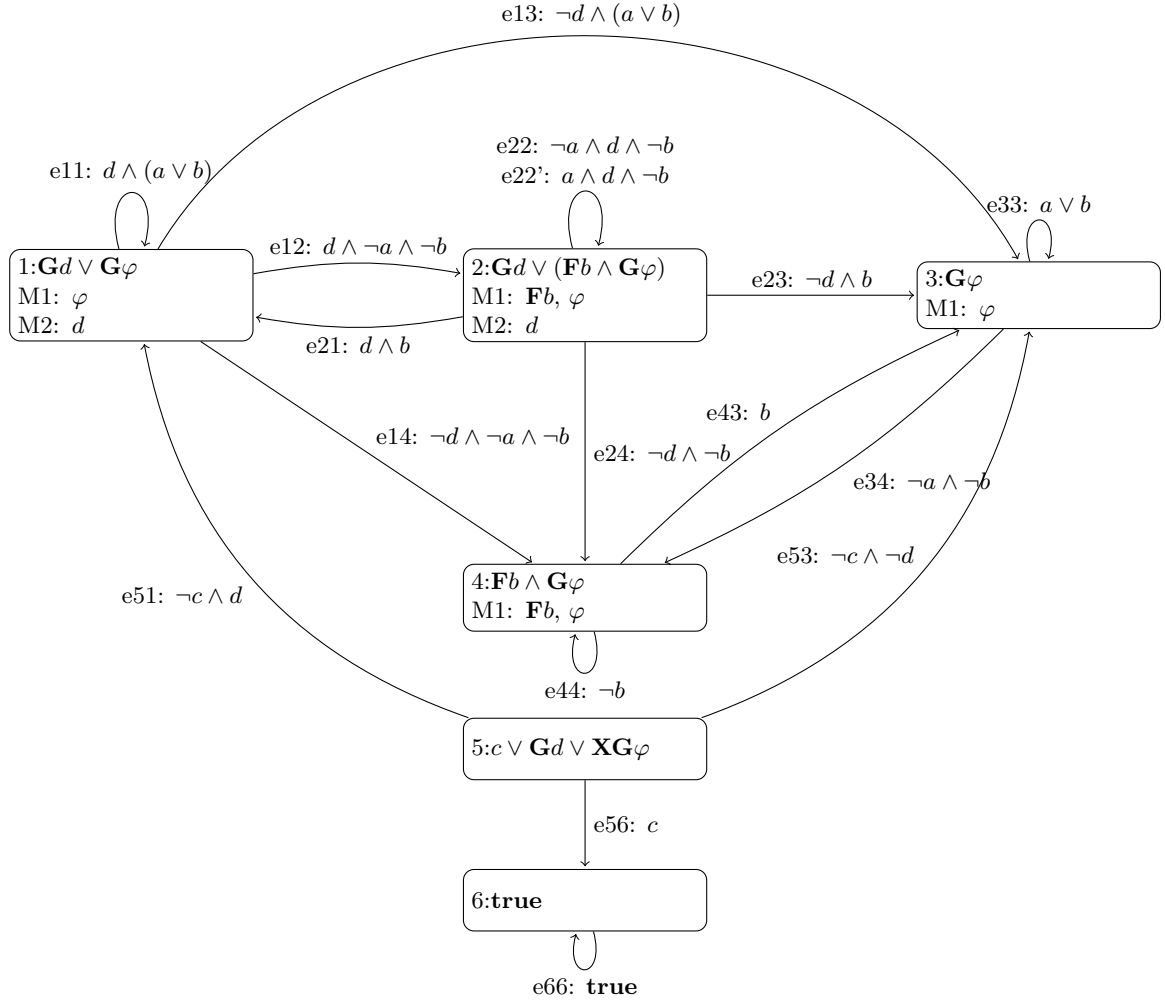 e13: ¬d ∧ (a ∨ b)
e22: ¬a ∧ d ∧ ¬b
e22': a ∧ d ∧ ¬b
e11: d ∧ (a ∨ b)
e33: a ∨ b
1:Gd ∨ Gφ
M1: φ
M2: d
e12: d ∧ ¬a ∧ ¬b
2:Gd ∨ (Fb ∧ Gφ)
M1: Fb, φ
M2: d
e23: ¬d ∧ b
3:Gφ
M1: φ
e21: d ∧ b
e43: b
e14: ¬d ∧ ¬a ∧ ¬b
e24: ¬d ∧ ¬b
e34: ¬a ∧ ¬b
e53: ¬c ∧ ¬d
4:Fb ∧ Gφ
M1: Fb, φ
e51: ¬c ∧ d
e44: ¬b
5:c ∨ Gd ∨ XGφ
e56: c
6:true
e66: true